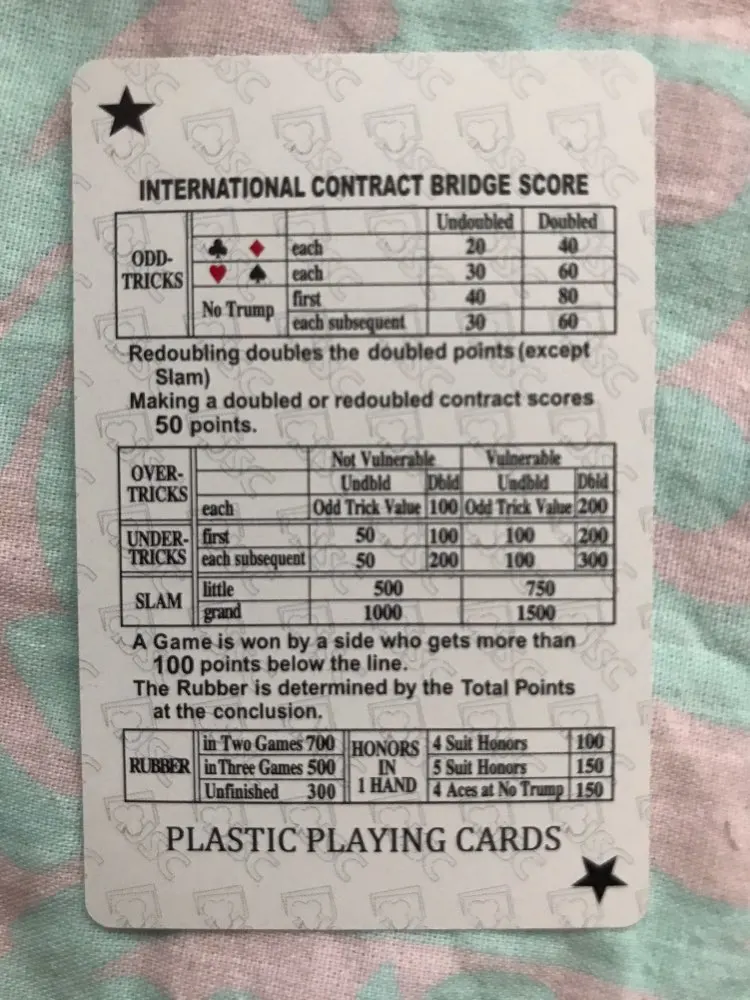 INTERNATIONAL CONTRACT BRIDGE SCORE
Undoubled Doubled
ODD-TRICKS ♣ ♦ each 20 40
♥ ♠ each 30 60
No Trump first 40 80
each subsequent 30 60
Redoubling doubles the doubled points (except
Slam)
Making a doubled or redoubled contract scores
50 points.
Not Vulnerable Vulnerable
OVER-TRICKS Undbld Dbld Undbld Dbld
each Odd Trick Value 100 Odd Trick Value 200
UNDER-TRICKS first 50 100 100 200
each subsequent 50 200 100 300
SLAM little 500 750
grand 1000 1500
A Game is won by a side who gets more than
100 points below the line.
The Rubber is determined by the Total Points
at the conclusion.
RUBBER in Two Games 700 HONORS IN 1 HAND 4 Suit Honors 100
in Three Games 500 5 Suit Honors 150
Unfinished 300 4 Aces at No Trump 150
PLASTIC PLAYING CARDS